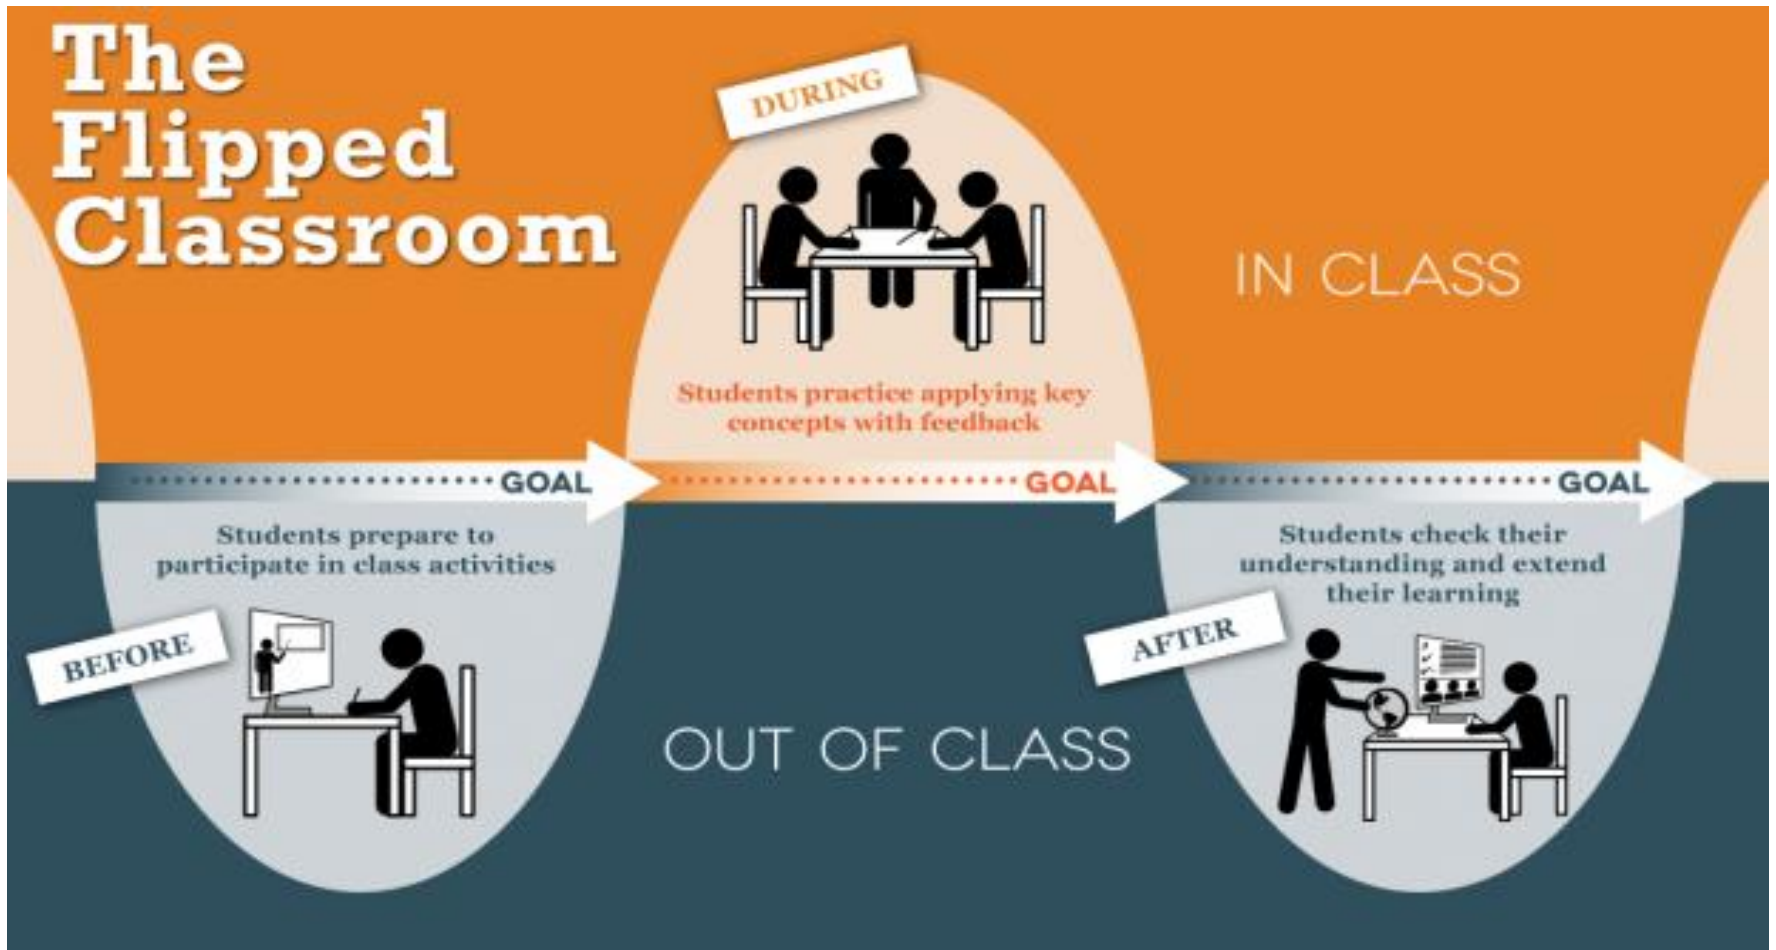 The
Flipped
Classroom
DURING
IN CLASS
Students practice applying key
concepts with feedback
GOAL
GOAL
GOAL
Students prepare to
participate in class activities
BEFORE
Students check their
understanding and extend
their learning
AFTER
OUT OF CLASS